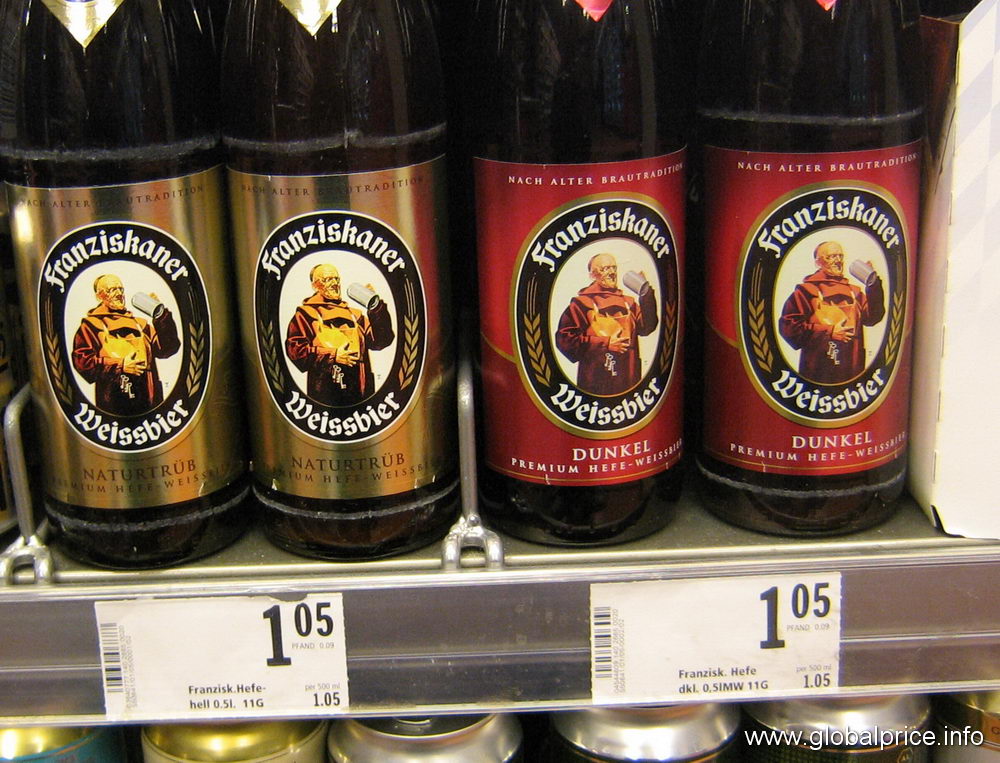 NACH ALTER BRAUTRADITION
Franziskaner
Weissbier
NATURTRÜB
PREMIUM HEFE-WEISSBIER
NACH ALTER BRAUTRADITION
Franziskaner
Weissbier
NATURTRÜB
PREMIUM HEFE-WEISSBIER
NACH ALTER BRAUTRADITION
Franziskaner
Weissbier
DUNKEL
PREMIUM HEFE-WEISSBIER
NACH ALTER BRAUTRADITION
Franziskaner
Weissbier
DUNKEL
PREMIUM HEFE-WEISSBIER
1 05
PFAND 0.09
Franzisk.Hefe-
hell 0.5l. 11G
per 500 ml
1.05
1 05
PFAND 0.09
Franzisk. Hefe
dkl. 0,5lMW 11G
per 500 ml
1.05
www.globalprice.info